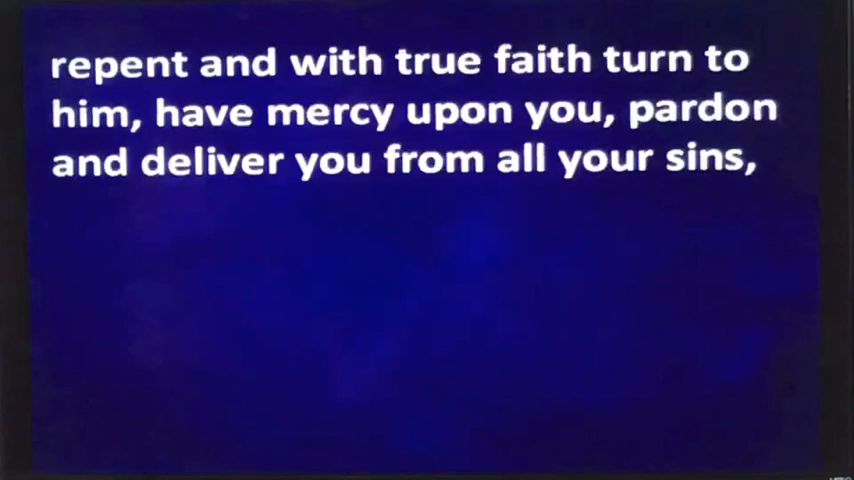 repent and with true faith turn to
him, have mercy upon you, pardon
and deliver you from all your sins,